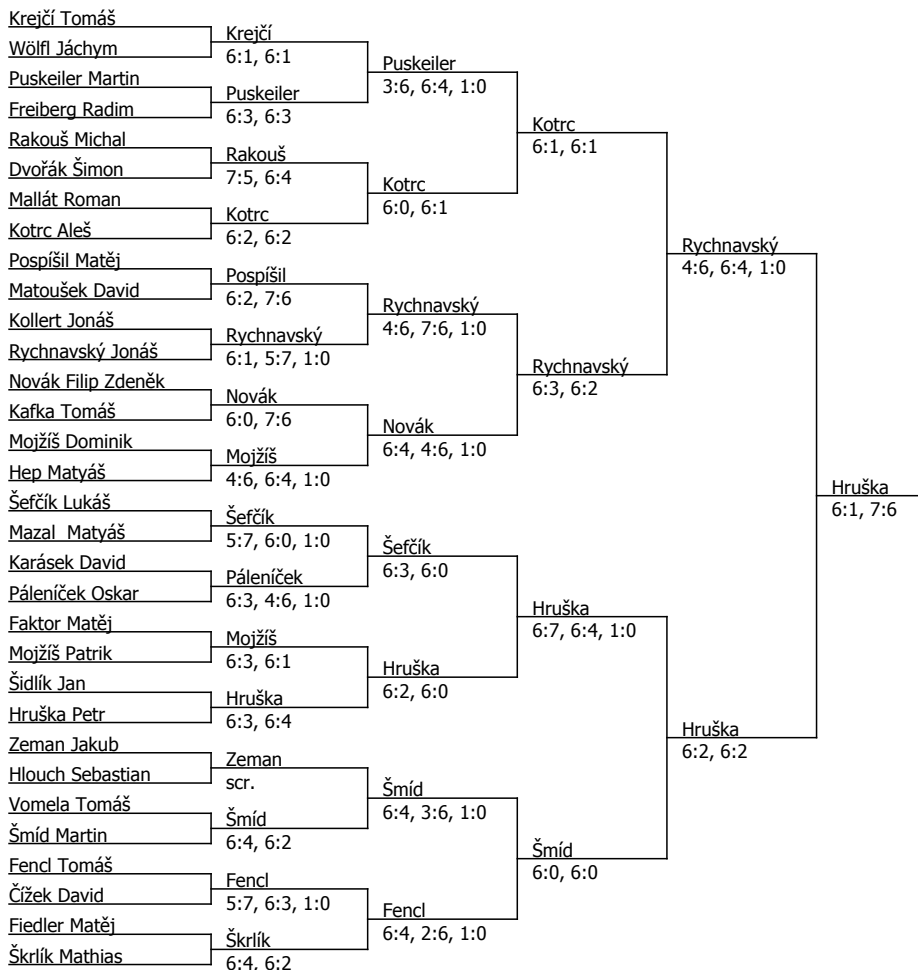 Krejčí Tomáš
Wölfl Jáchym
Puskeiler Martin
Freiberg Radim
Rakouš Michal
Dvořák Šimon
Mallát Roman
Kotrc Aleš
Pospíšil Matěj
Matoušek David
Kollert Jonáš
Rychnavský Jonáš
Novák Filip Zdeněk
Kafka Tomáš
Mojžíš Dominik
Hep Matyáš
Šefčík Lukáš
Mazal  Matyáš
Karásek David
Páleníček Oskar
Faktor Matěj
Mojžíš Patrik
Šidlík Jan
Hruška Petr
Zeman Jakub
Hlouch Sebastian
Vomela Tomáš
Šmíd Martin
Fencl Tomáš
Čížek David
Fiedler Matěj
Škrlík Mathias
Krejčí
6:1, 6:1
Puskeiler
6:3, 6:3
Rakouš
7:5, 6:4
Kotrc
6:2, 6:2
Pospíšil
6:2, 7:6
Rychnavský
6:1, 5:7, 1:0
Novák
6:0, 7:6
Mojžíš
4:6, 6:4, 1:0
Šefčík
5:7, 6:0, 1:0
Páleníček
6:3, 4:6, 1:0
Mojžíš
6:3, 6:1
Hruška
6:3, 6:4
Zeman
scr.
Šmíd
6:4, 6:2
Fencl
5:7, 6:3, 1:0
Škrlík
6:4, 6:2
Puskeiler
3:6, 6:4, 1:0
Kotrc
6:0, 6:1
Rychnavský
4:6, 7:6, 1:0
Novák
6:4, 4:6, 1:0
Šefčík
6:3, 6:0
Hruška
6:2, 6:0
Šmíd
6:4, 3:6, 1:0
Fencl
6:4, 2:6, 1:0
Kotrc
6:1, 6:1
Rychnavský
6:3, 6:2
Hruška
6:7, 6:4, 1:0
Šmíd
6:0, 6:0
Rychnavský
4:6, 6:4, 1:0
Hruška
6:2, 6:2
Hruška
6:1, 7:6